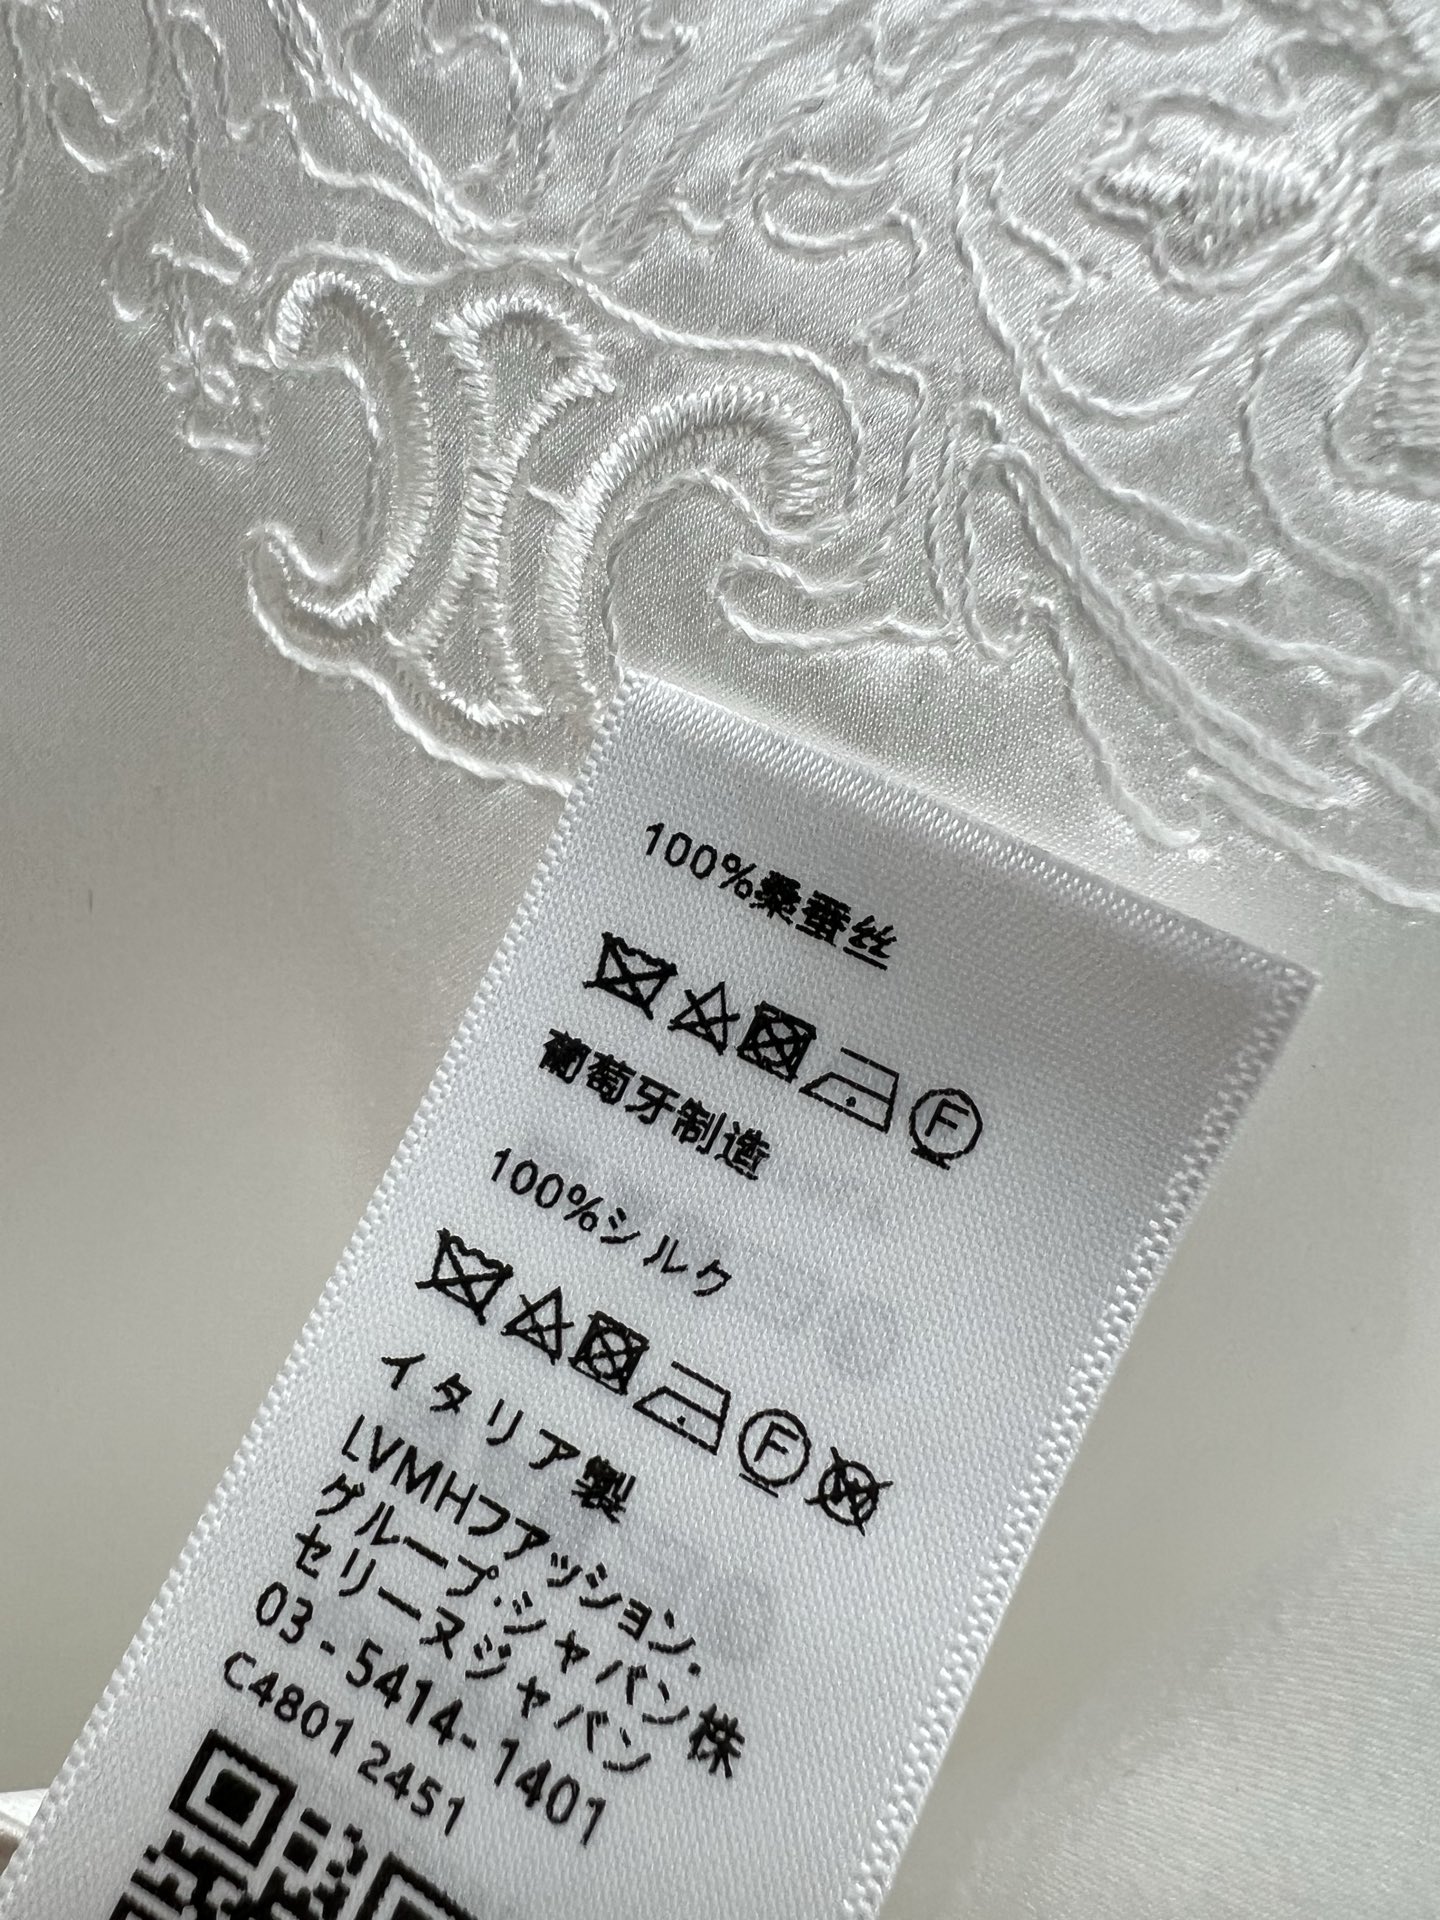 100%桑蚕丝
F
葡萄牙制造
100%シルク
F W
イタリア製
LVMHファッション.
グループ.ジャパン株
セリーヌジャパン
03-5414-1401
C4801 2451